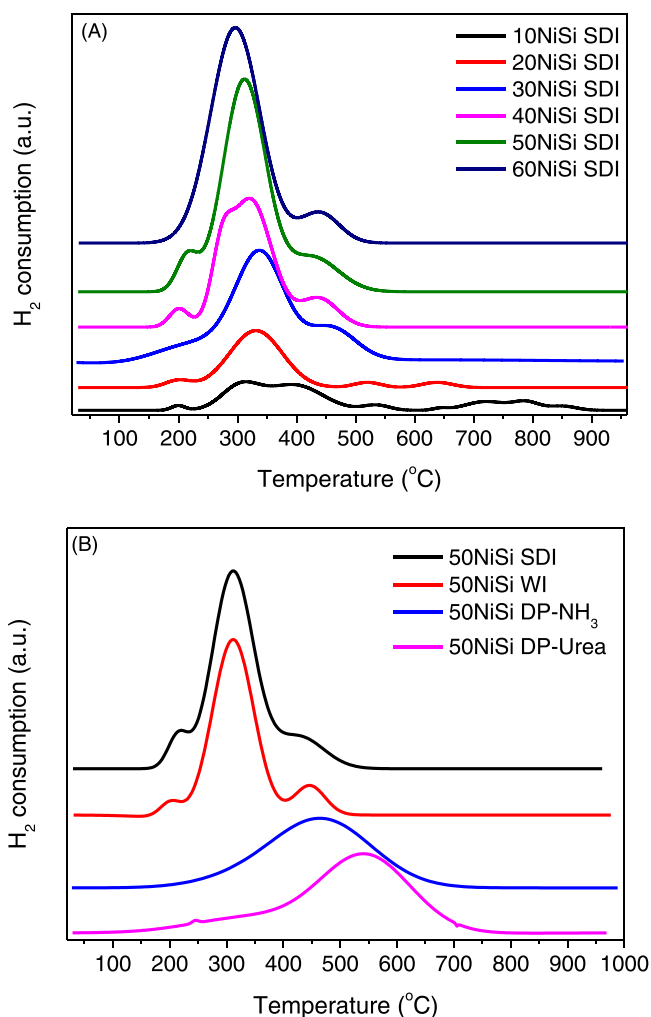 (A)
10NiSi SDI
20NiSi SDI
30NiSi SDI
40NiSi SDI
50NiSi SDI
60NiSi SDI
H2 consumption (a.u.)
100 200 300 400 500 600 700 800 900
Temperature (oC)
(B)
50NiSi SDI
50NiSi WI
50NiSi DP-NH3
50NiSi DP-Urea
H2 consumption (a.u.)
100 200 300 400 500 600 700 800 900 1000
Temperature (oC)